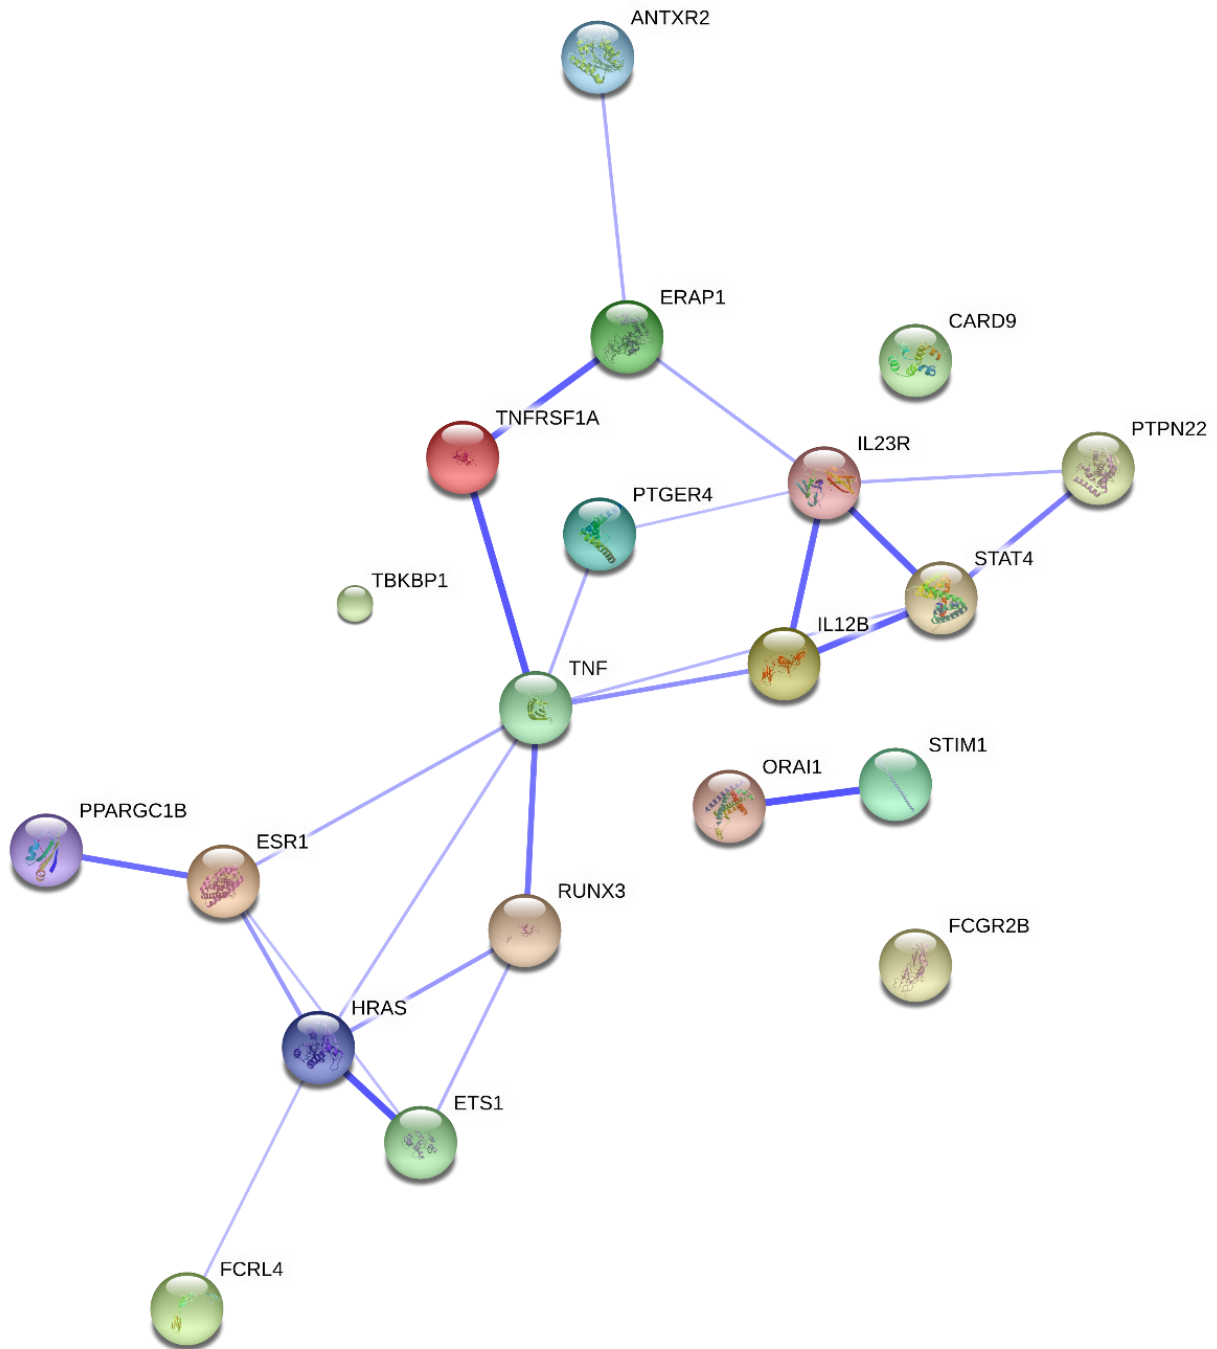 ANTXR2
ERAP1
CARD9
TNFRSF1A
PTPN22
IL23R
PTGER4
STAT4
TBKBP1
IL12B
TNF
STIM1
ORAI1
PPARGC1B
ESR1
RUNX3
FCGR2B
HRAS
ETS1
FCRL4